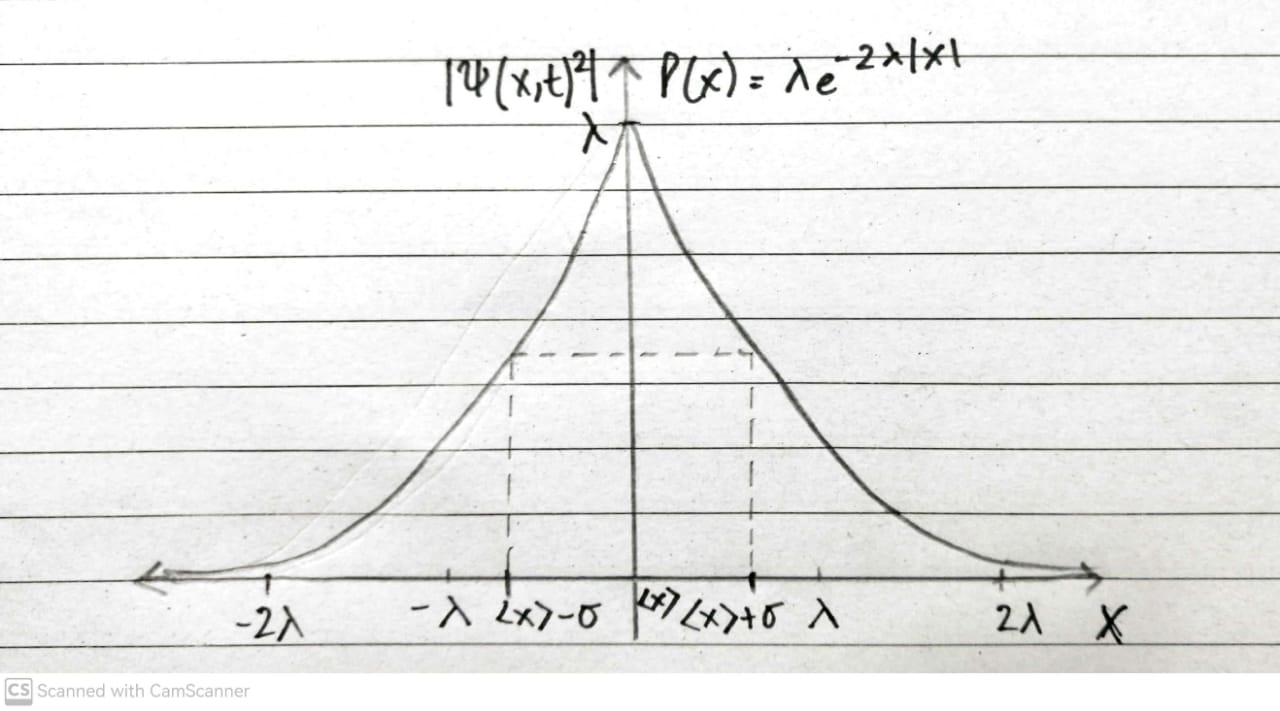 |Ψ(x,t)²| P(x) = λe^{-2λ|x|}
λ
-2λ -λ <x>-σ <x> <x>+σ λ 2λ X
CS Scanned with CamScanner